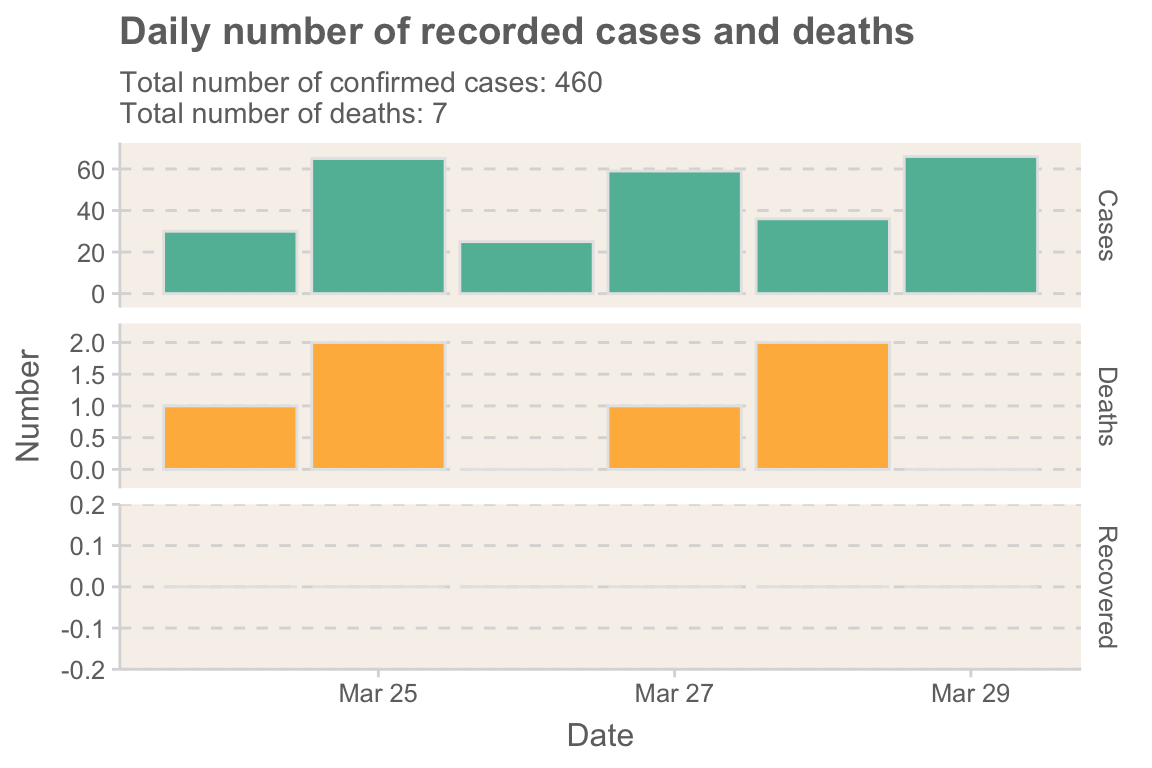 Daily number of recorded cases and deaths
Total number of confirmed cases: 460
Total number of deaths: 7
60
40
20
0
Cases
2.0
1.5
1.0
0.5
0.0
Deaths
Number
0.2
0.1
0.0
-0.1
-0.2
Recovered
Mar 25
Mar 27
Mar 29
Date